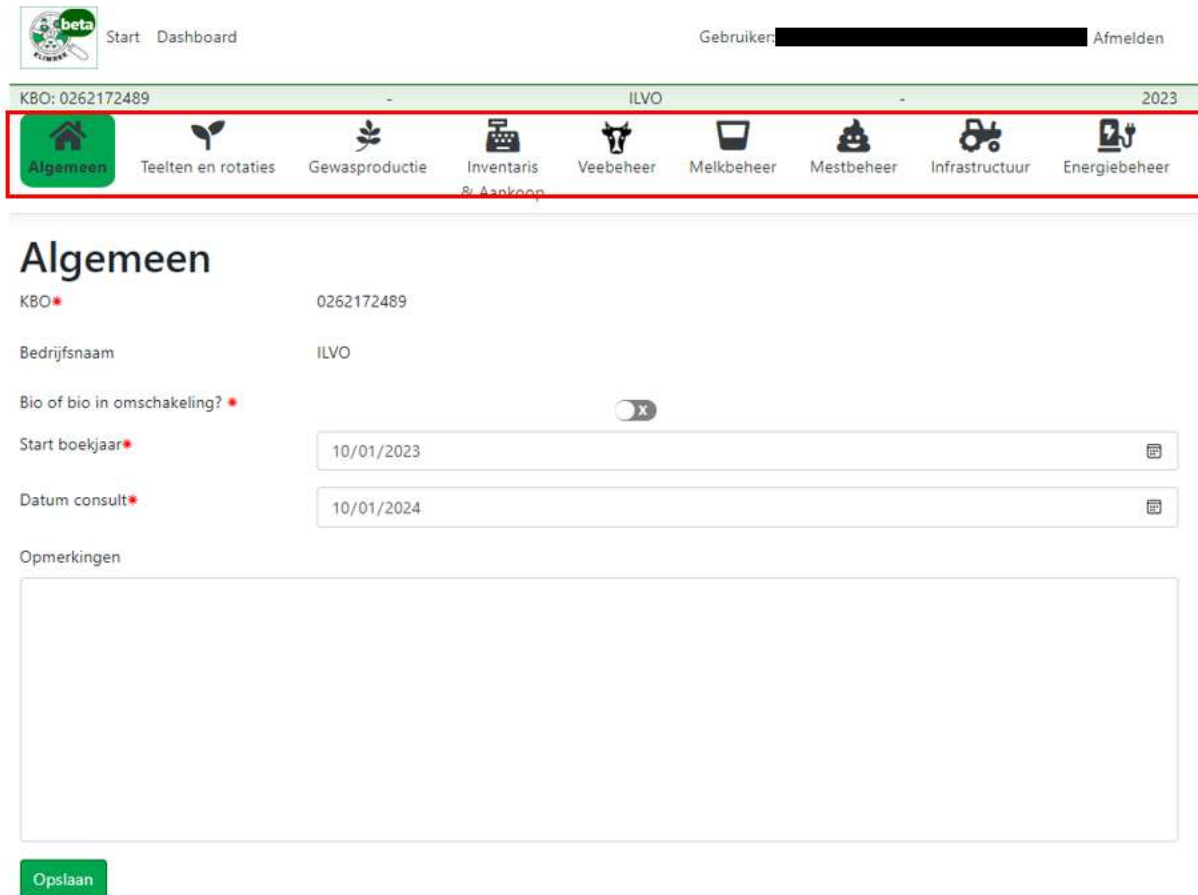 beta
KLIMREK
Start Dashboard Gebruiker: Afmelden
KBO: 0262172489 - ILVO - 2023
Algemeen Teelten en rotaties Gewasproductie Inventaris & Aankoop Veebeheer Melkbeheer Mestbeheer Infrastructuur Energiebeheer
Algemeen
KBO* 0262172489
Bedrijfsnaam ILVO
Bio of bio in omschakeling? * X
Start boekjaar* 10/01/2023
Datum consult* 10/01/2024
Opmerkingen
Opslaan